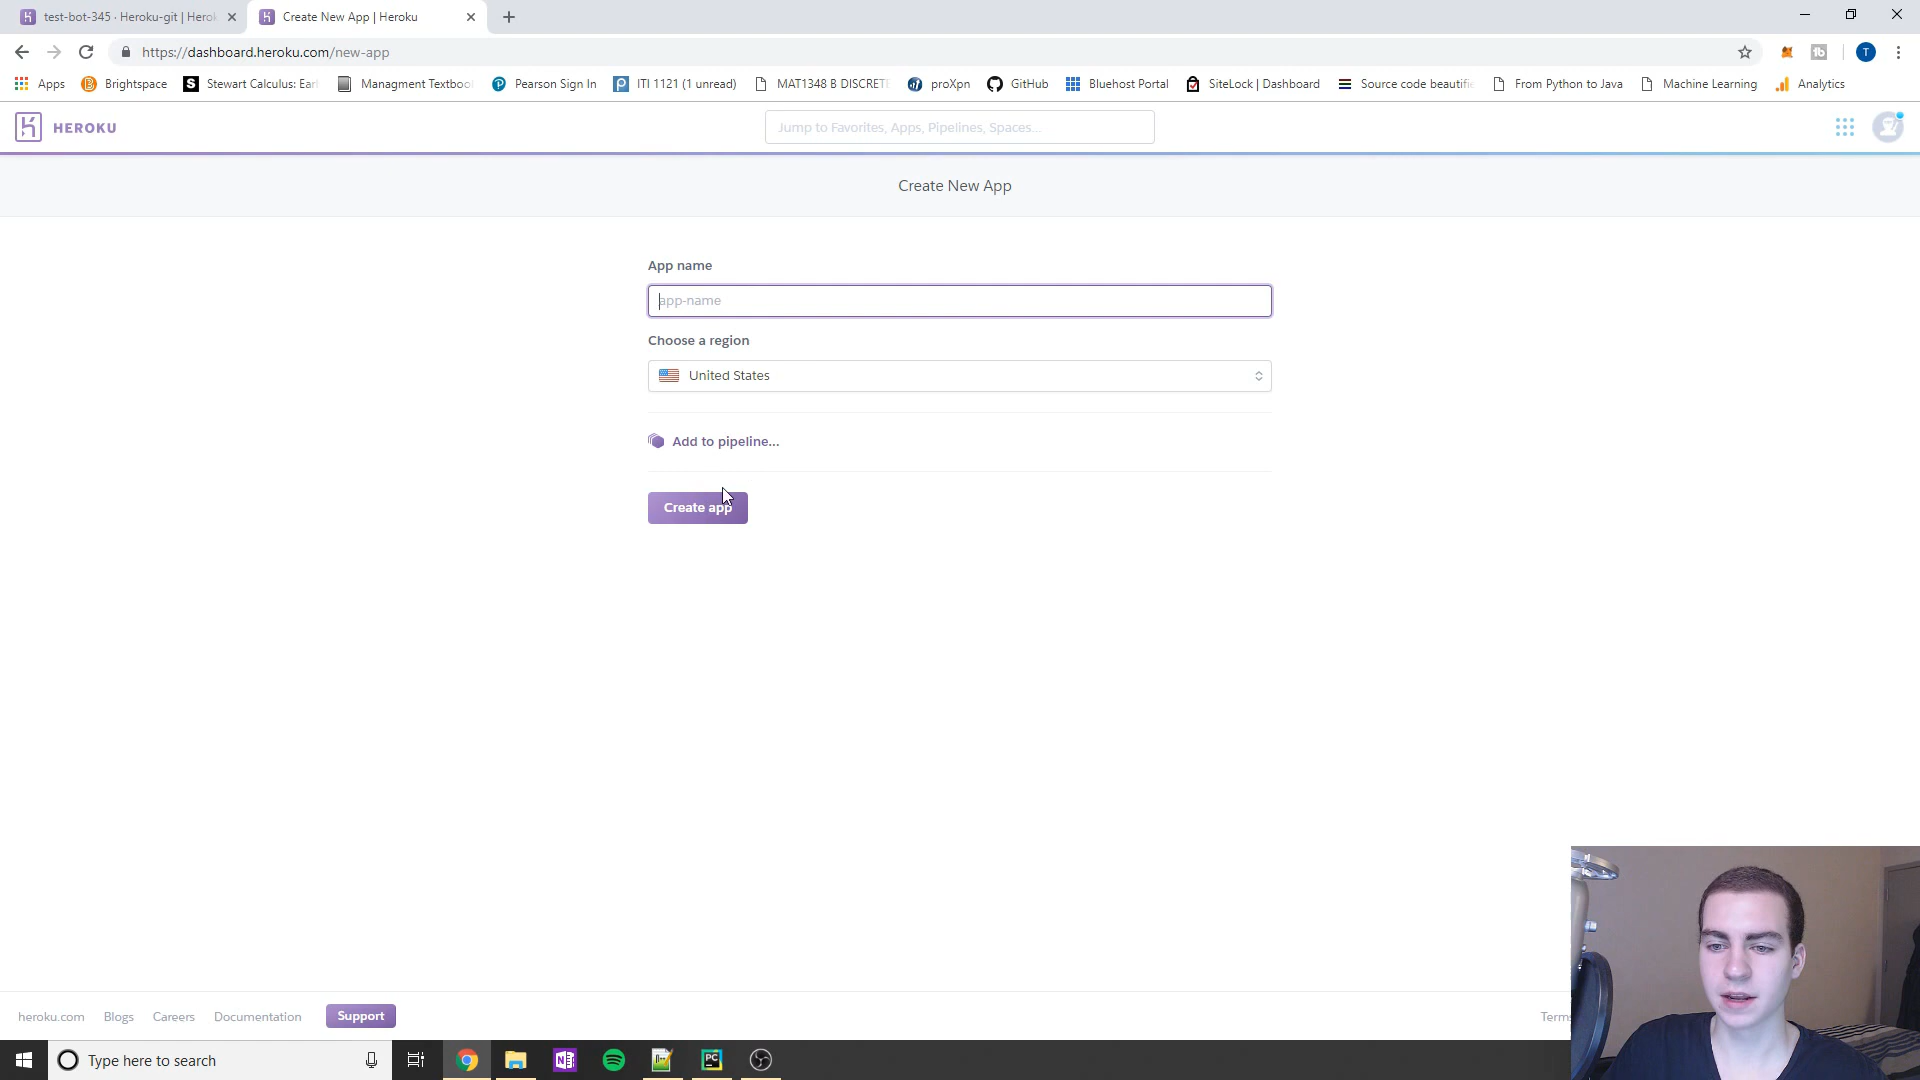 test-bot-345 · Heroku-git | Herok
Create New App | Heroku
https://dashboard.heroku.com/new-app
Apps
Brightspace
Stewart Calculus: Earl
Managment Textbool
Pearson Sign In
ITI 1121 (1 unread)
MAT1348 B DISCRETE
proXpn
GitHub
Bluehost Portal
SiteLock | Dashboard
Source code beautifie
From Python to Java
Machine Learning
Analytics
HEROKU
Jump to Favorites, Apps, Pipelines, Spaces...
Create New App
App name
app-name
Choose a region
United States
Add to pipeline...
Create app
heroku.com
Blogs
Careers
Documentation
Support
Terms
Type here to search